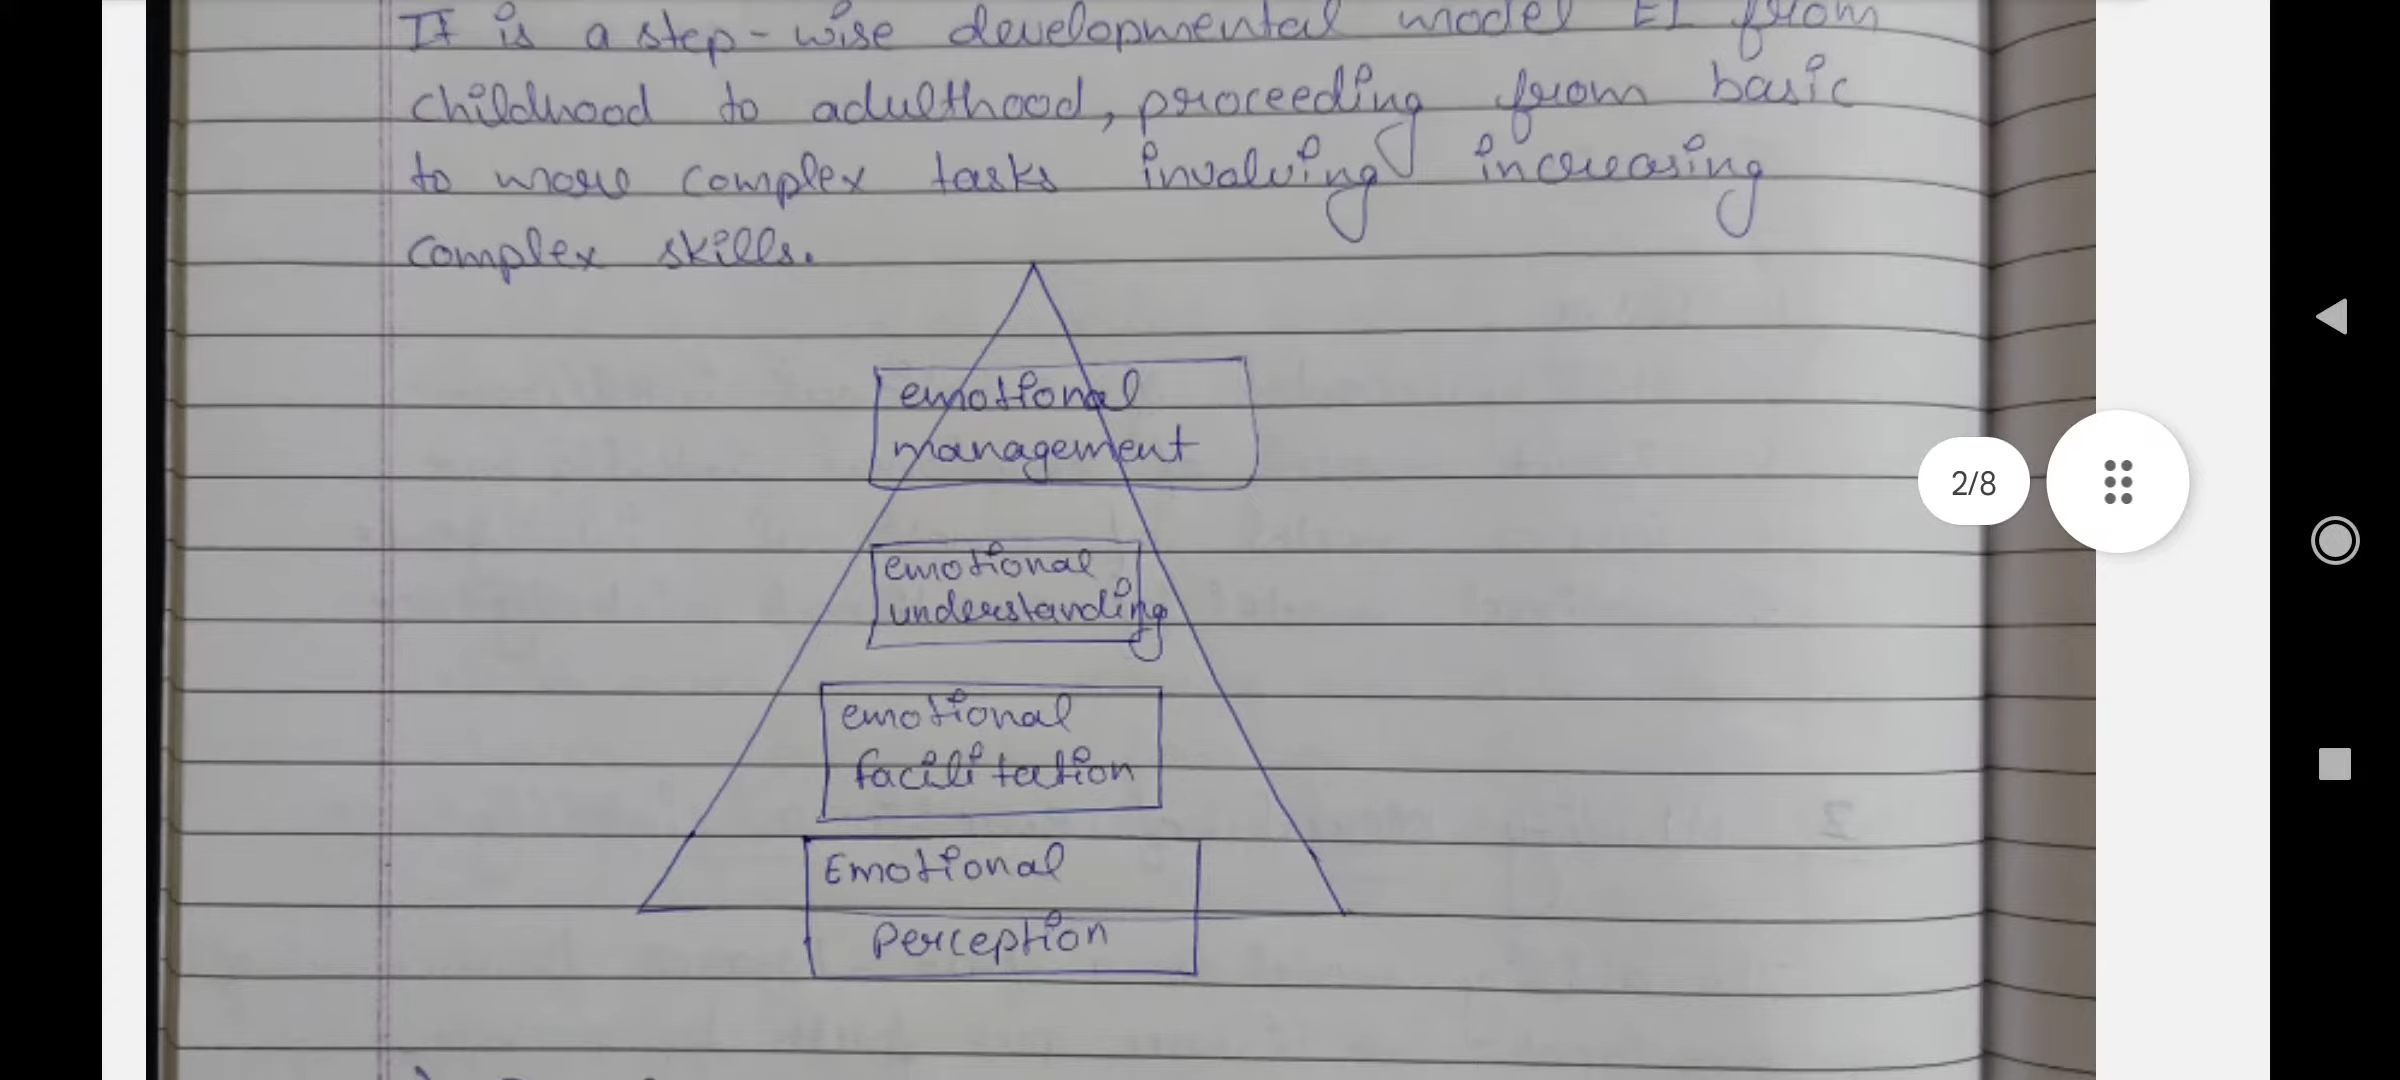 It is a step-wise developmental model EI from
childhood to adulthood, proceeding from basic
to more complex tasks involving increasing
complex skills.
emotional
management
emotional
understanding
emotional
facilitation
Emotional
Perception
2/8